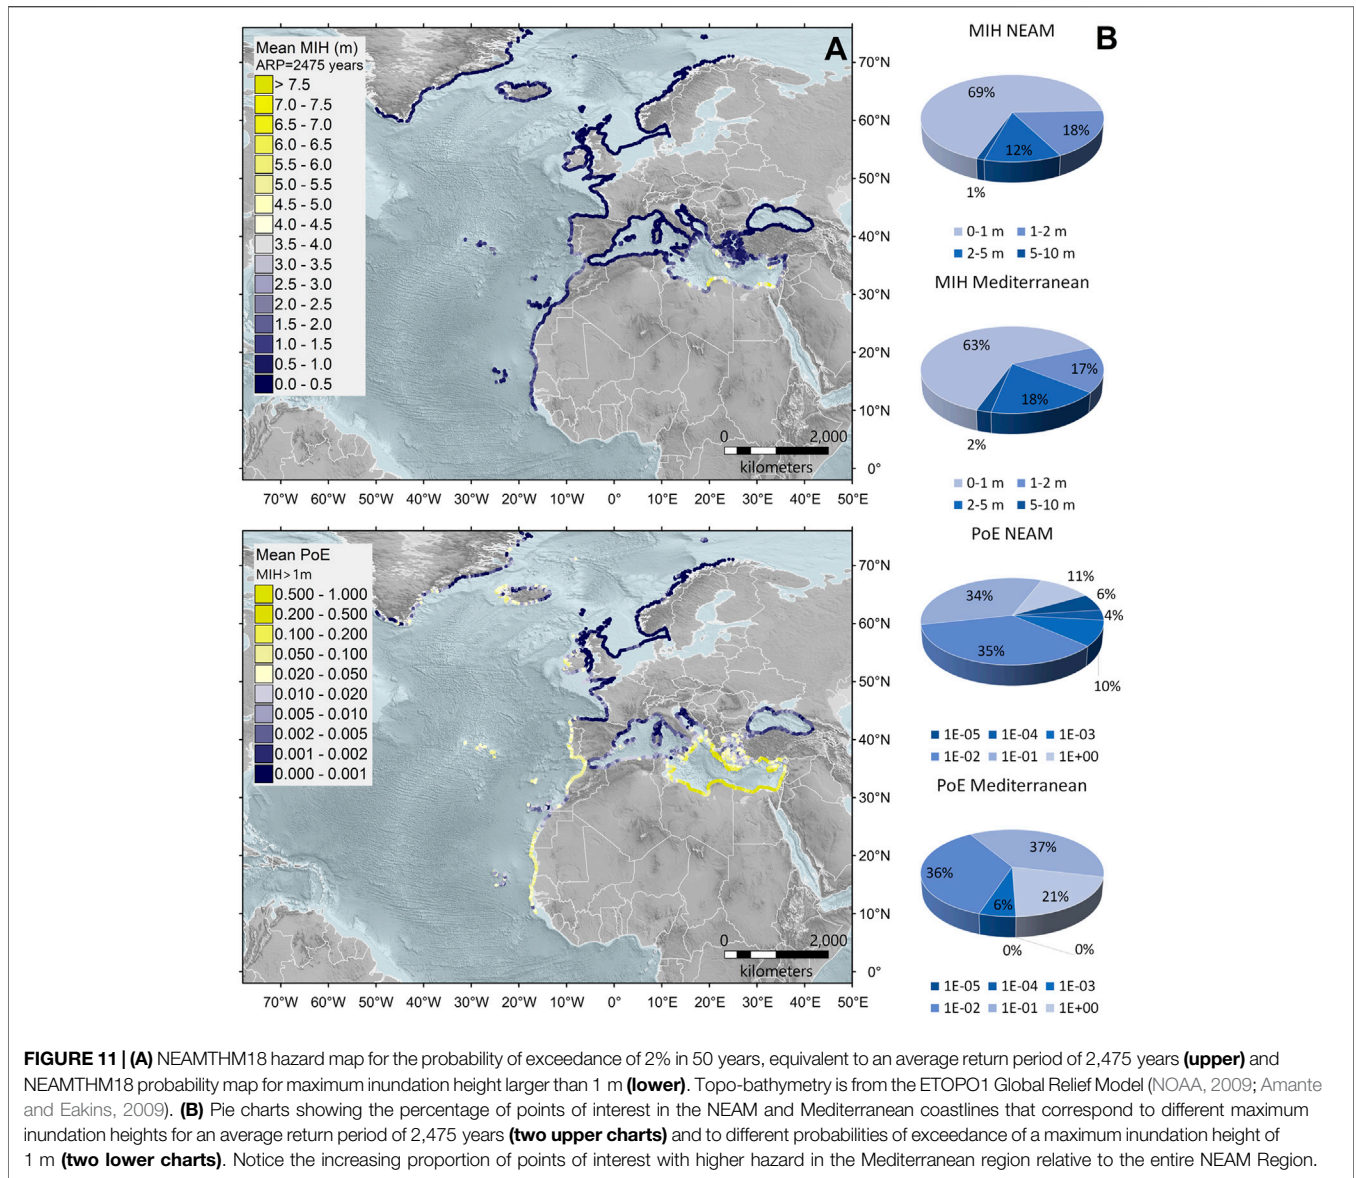 A
Mean MIH (m)
ARP=2475 years
> 7.5
7.0 - 7.5
6.5 - 7.0
6.0 - 6.5
5.5 - 6.0
5.0 - 5.5
4.5 - 5.0
4.0 - 4.5
3.5 - 4.0
3.0 - 3.5
2.5 - 3.0
2.0 - 2.5
1.5 - 2.0
1.0 - 1.5
0.5 - 1.0
0.0 - 0.5
70°N
60°N
50°N
40°N
30°N
20°N
10°N
0°
0 2,000
kilometers
70°W 60°W 50°W 40°W 30°W 20°W 10°W 0° 10°E 20°E 30°E 40°E 50°E
Mean PoE
MIH>1m
0.500 - 1.000
0.200 - 0.500
0.100 - 0.200
0.050 - 0.100
0.020 - 0.050
0.010 - 0.020
0.005 - 0.010
0.002 - 0.005
0.001 - 0.002
0.000 - 0.001
70°N
60°N
50°N
40°N
30°N
20°N
10°N
0°
0 2,000
kilometers
70°W 60°W 50°W 40°W 30°W 20°W 10°W 0° 10°E 20°E 30°E 40°E 50°E
B
MIH NEAM
69%
18%
12%
1%
0-1 m 1-2 m
2-5 m 5-10 m
MIH Mediterranean
63%
17%
18%
2%
0-1 m 1-2 m
2-5 m 5-10 m
PoE NEAM
11%
6%
34%
4%
35%
10%
1E-05 1E-04 1E-03
1E-02 1E-01 1E+00
PoE Mediterranean
37%
36%
21%
6%
0% 0%
1E-05 1E-04 1E-03
1E-02 1E-01 1E+00
FIGURE 11 | (A) NEAMTHM18 hazard map for the probability of exceedance of 2% in 50 years, equivalent to an average return period of 2,475 years (upper) and
NEAMTHM18 probability map for maximum inundation height larger than 1 m (lower). Topo-bathymetry is from the ETOPO1 Global Relief Model (NOAA, 2009; Amante
and Eakins, 2009). (B) Pie charts showing the percentage of points of interest in the NEAM and Mediterranean coastlines that correspond to different maximum
inundation heights for an average return period of 2,475 years (two upper charts) and to different probabilities of exceedance of a maximum inundation height of
1 m (two lower charts). Notice the increasing proportion of points of interest with higher hazard in the Mediterranean region relative to the entire NEAM Region.